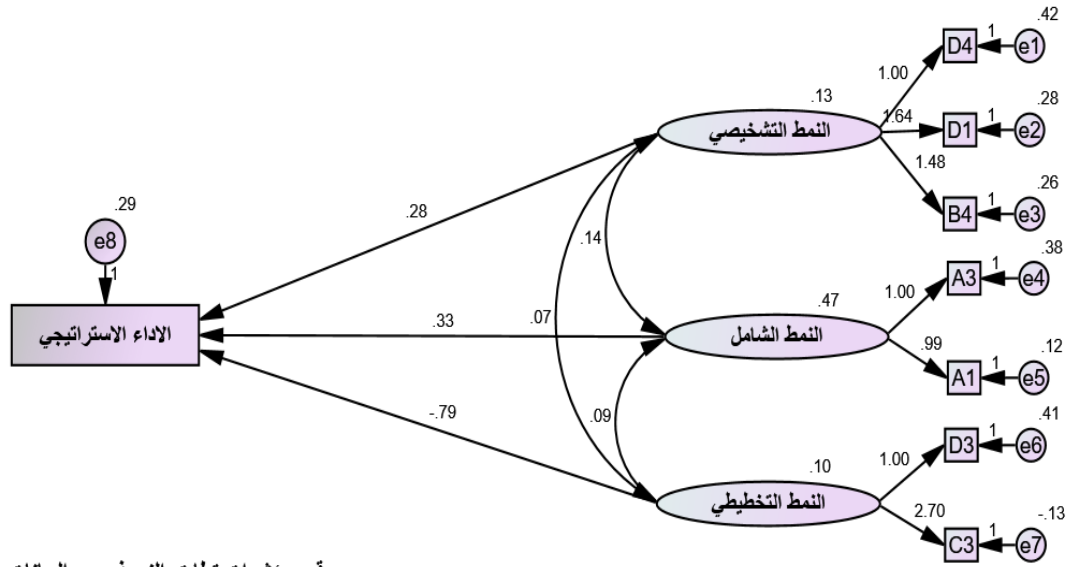 .42
D4 1 e1
1.00
.13
.28
النمط التشخيصي
1.64
D1 1 e2
1.48
.26
B4 1 e3
.29
e8
1
.28
.14
.38
A3 1 e4
.47
1.00
الاداء الاستراتيجي
.33
.07
النمط الشامل
.99
.12
A1 1 e5
-.79
.09
.41
D3 1 e6
.10
1.00
النمط التخطيطي
2.70
-.13
C3 1 e7